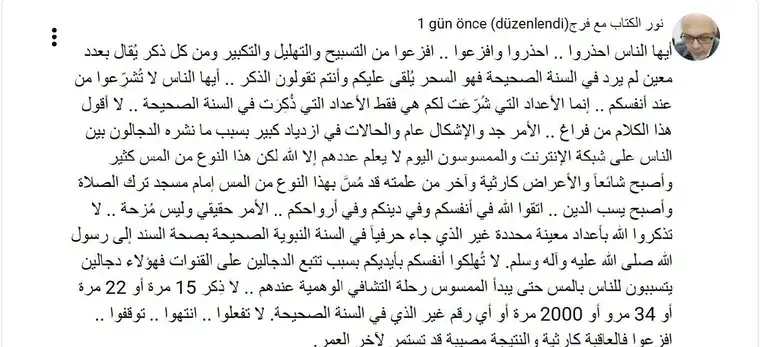 نور الكتاب مع فرج(düzenlendi) 1 gün önce
أيها الناس احذروا .. احذروا وافزعوا .. افزعوا من التسبيح والتهليل والتكبير ومن كل ذكر يُقال بعدد
معين لم يرد في السنة الصحيحة فهو السحر يُلقى عليكم وأنتم تقولون الذكر .. أيها الناس لا تُشرّعوا من
عند أنفسكم .. إنما الأعداد التي شُرّعَت لكم هي فقط الأعداد التي ذُكِرَت في السنة الصحيحة .. لا أقول
هذا الكلام من فراغ .. الأمر جد والإشكال عام والحالات في ازدياد كبير بسبب ما نشره الدجالون بين
الناس على شبكة الإنترنت والممسوسون اليوم لا يعلم عددهم إلا الله لكن هذا النوع من المس كثير
وأصبح شائعاً والأعراض كارثية وآخر من علمته قد مُسَّ بهذا النوع من المس إمام مسجد ترك الصلاة
وأصبح يسب الدين .. اتقوا الله في أنفسكم وفي دينكم وفي أرواحكم .. الأمر حقيقي وليس مُزحة .. لا
تذكروا الله بأعداد معينة محددة غير الذي جاء حرفياً في السنة النبوية الصحيحة بصحة السند إلى رسول
الله صلى الله عليه وآله وسلم. لا تُهلِكوا أنفسكم بأيديكم بسبب تتبع الدجالين على القنوات فهؤلاء دجالين
يتسببون للناس بالمس حتى يبدأ الممسوس رحلة التشافي الوهمية عندهم .. لا ذِكر 15 مرة أو 22 مرة
أو 34 مرو أو 2000 مرة أو أي رقم غير الذي في السنة الصحيحة. لا تفعلوا .. انتهوا .. توقفوا ..
افزعوا فالعاقبة كارثية والنتيجة مصيبة قد تستمر لآخر العمر.